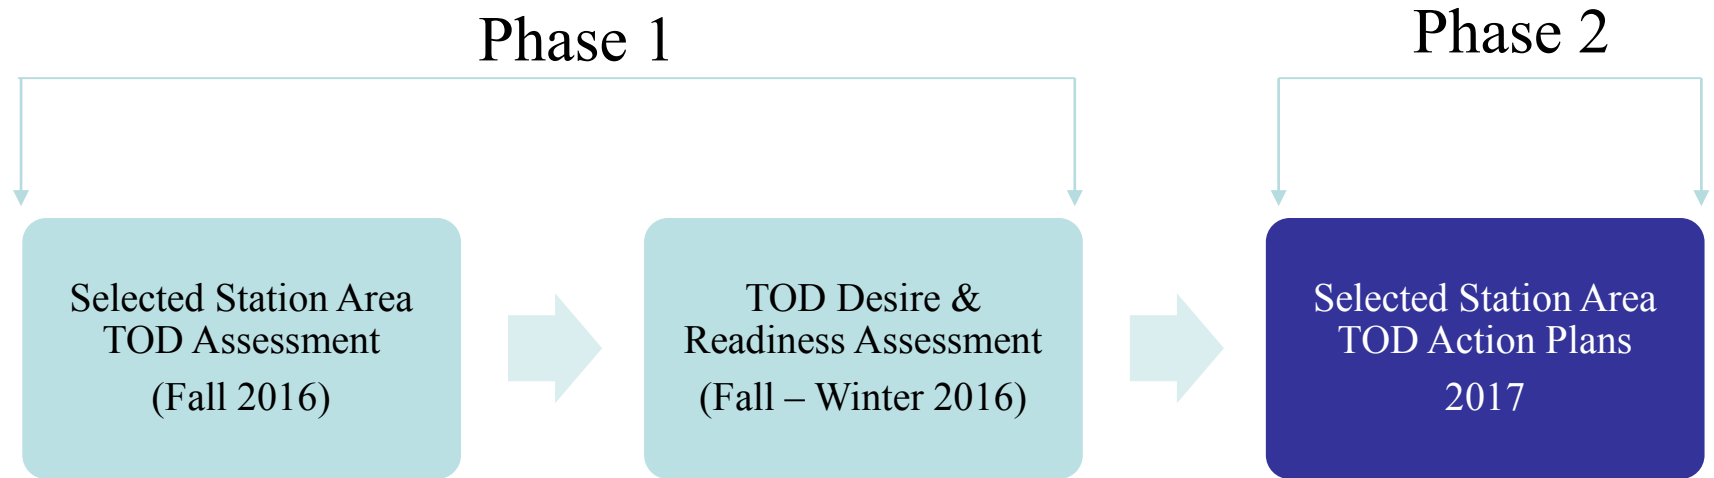 Phase 1
Phase 2
Selected Station Area
TOD Assessment
(Fall 2016)
TOD Desire &
Readiness Assessment
(Fall – Winter 2016)
Selected Station Area
TOD Action Plans
2017